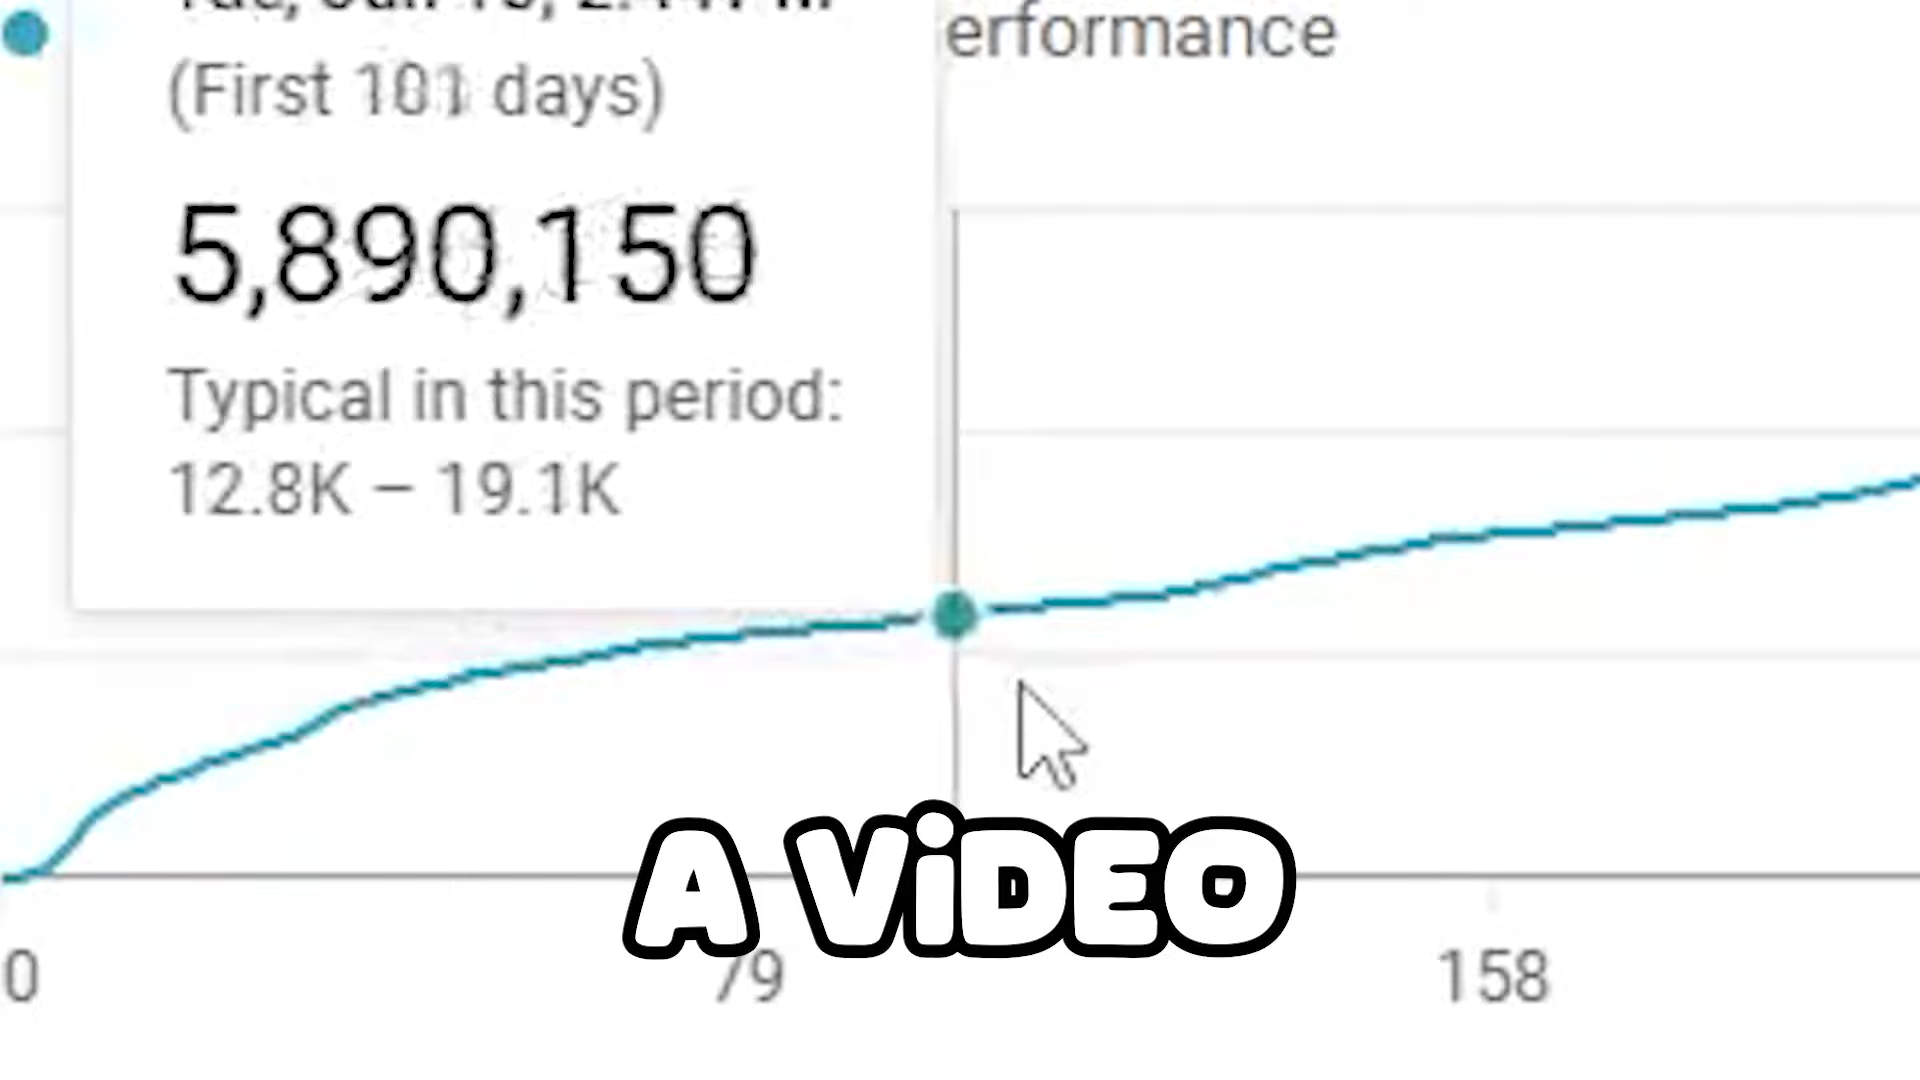 erformance
(First 101 days)
5,890,150
Typical in this period:
12.8K – 19.1K
A ViDEO
0
79
158